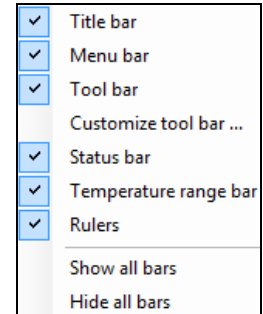 Title bar
Menu bar
Tool bar
Customize tool bar ...
Status bar
Temperature range bar
Rulers
Show all bars
Hide all bars